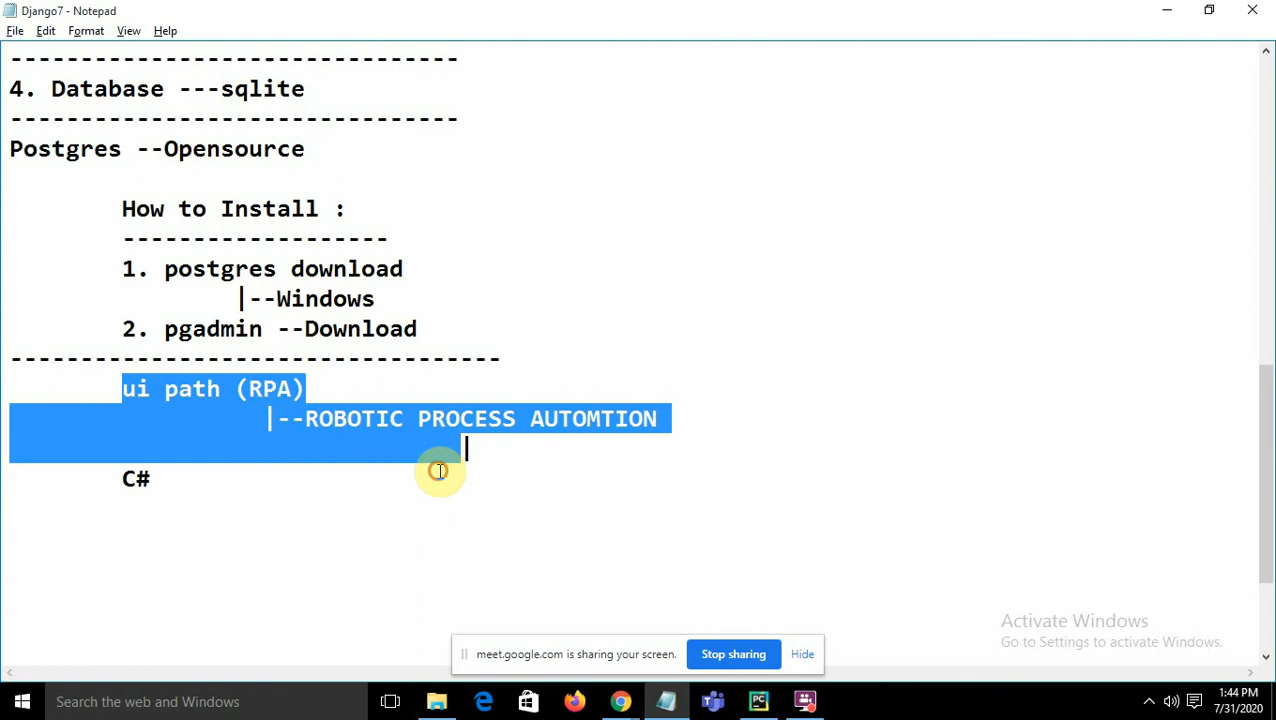 Django7 - Notepad
File Edit Format View Help
--------------------------------
4. Database ---sqlite
--------------------------------
Postgres --Opensource
How to Install :
-------------------
1. postgres download
|--Windows
2. pgadmin --Download
-----------------------------------
ui path (RPA)
|--ROBOTIC PROCESS AUTOMTION
C#
Activate Windows
Go to Settings to activate Windows.
meet.google.com is sharing your screen. Stop sharing Hide
Search the web and Windows
1:44 PM
7/31/2020